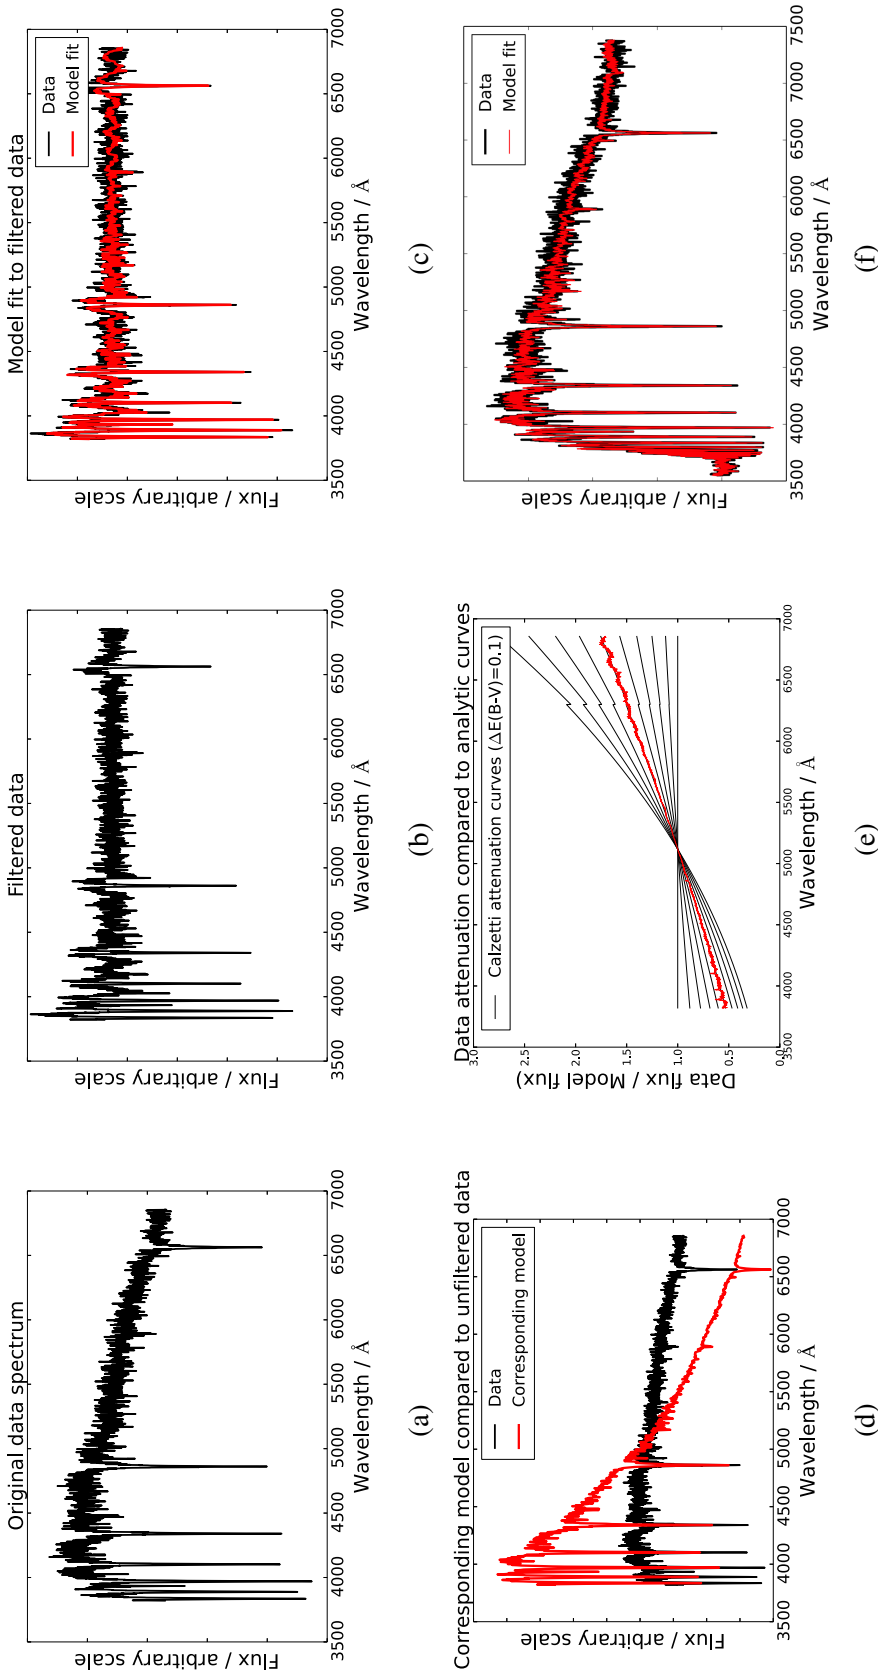 Original data spectrum
Flux / arbitrary scale
3500 4000 4500 5000 5500 6000 6500 7000
Wavelength / Å
(a)
Filtered data
Flux / arbitrary scale
3500 4000 4500 5000 5500 6000 6500 7000
Wavelength / Å
(b)
Model fit to filtered data
Data
Model fit
Flux / arbitrary scale
3500 4000 4500 5000 5500 6000 6500 7000
Wavelength / Å
(c)
Corresponding model compared to unfiltered data
Data
Corresponding model
Flux / arbitrary scale
3500 4000 4500 5000 5500 6000 6500 7000
Wavelength / Å
(d)
Data attenuation compared to analytic curves
Calzetti attenuation curves (ΔE(B-V)=0.1)
Data flux / Model flux)
3.0
2.5
2.0
1.5
1.0
0.5
0.0
3500 4000 4500 5000 5500 6000 6500 7000
Wavelength / Å
(e)
Data
Model fit
Flux / arbitrary scale
3500 4000 4500 5000 5500 6000 6500 7000 7500
Wavelength / Å
(f)